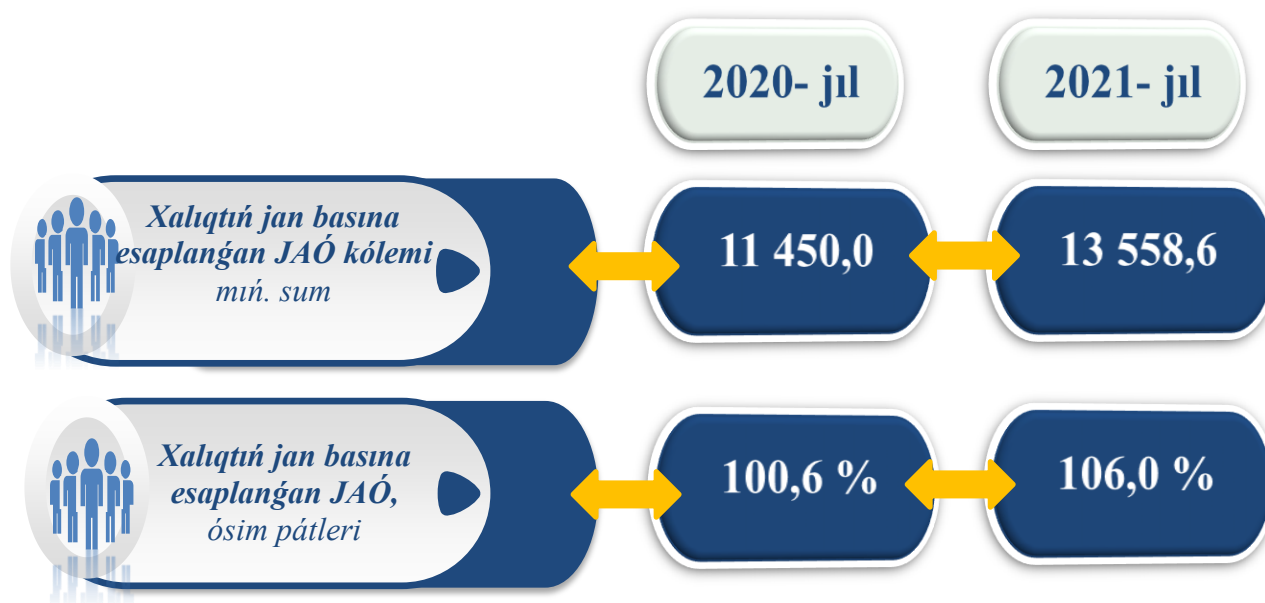 2020- jıl
2021- jıl
Xalıqtıń jan basına
esaplanǵan JAÓ kólemi
mıń. sum
11 450,0
13 558,6
Xalıqtıń jan basına
esaplanǵan JAÓ,
ósim pátleri
100,6 %
106,0 %